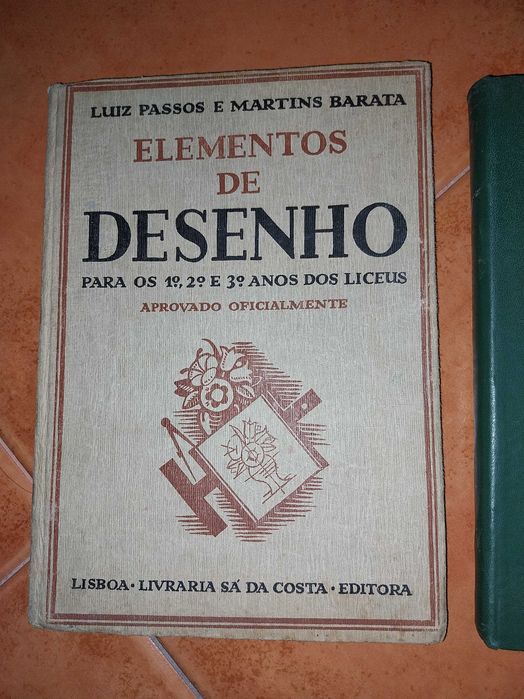 LUIZ PASSOS E MARTINS BARATA
ELEMENTOS
DE
DESENHO
PARA OS 1º, 2º E 3º ANOS DOS LICEUS
APROVADO OFICIALMENTE
LISBOA · LIVRARIA SÁ DA COSTA · EDITORA